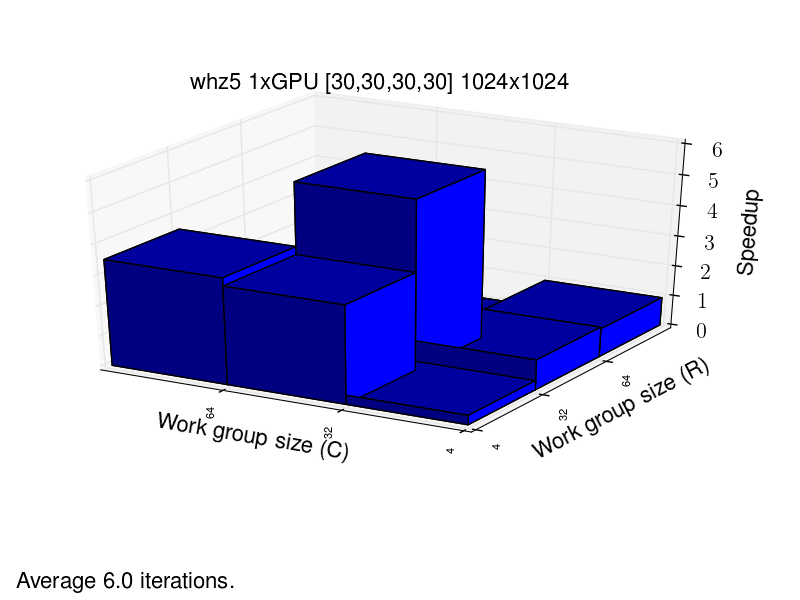 whz5 1xGPU [30,30,30,30] 1024x1024
6
5
4
3
2
1
0
Speedup
64
32
4
Work group size (C)
4
32
64
Work group size (R)
Average 6.0 iterations.